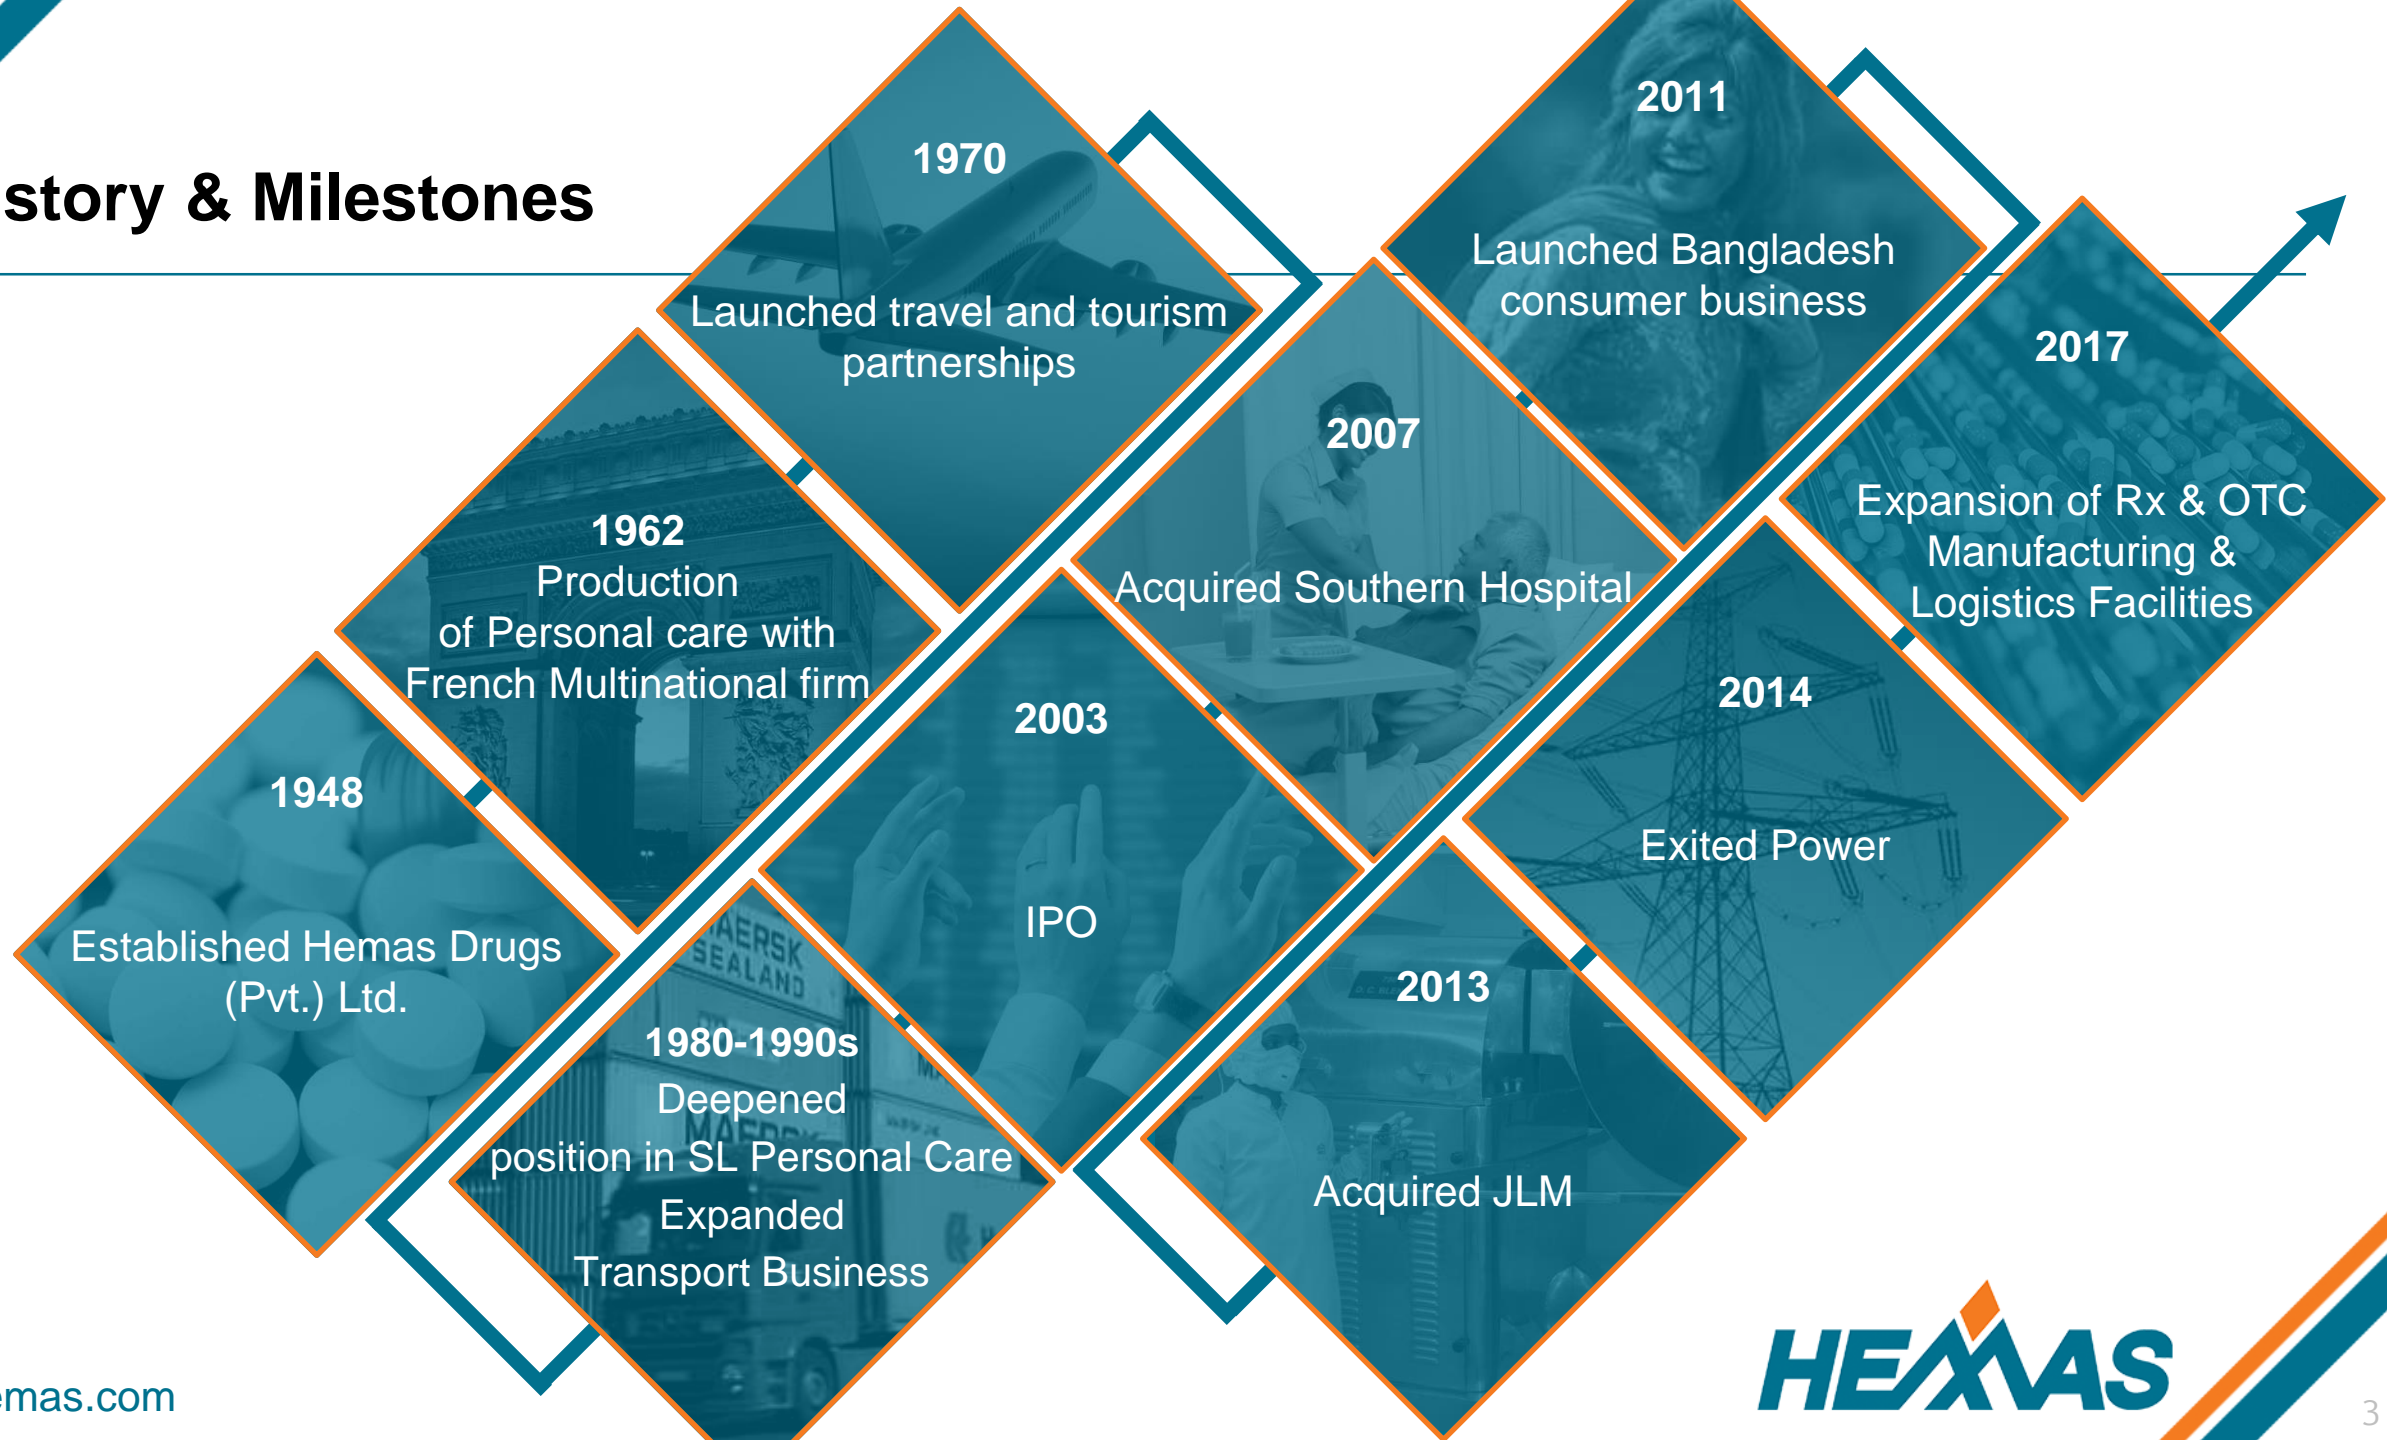 story & Milestones
1948
Established Hemas Drugs
(Pvt.) Ltd.
1962
Production
of Personal care with
French Multinational firm
1970
Launched travel and tourism
partnerships
1980-1990s
Deepened
position in SL Personal Care
Expanded
Transport Business
MAERSK
SEALAND
MAERSK
2003
IPO
2007
Acquired Southern Hospital
2011
Launched Bangladesh
consumer business
2013
Acquired JLM
2014
Exited Power
2017
Expansion of Rx & OTC
Manufacturing &
Logistics Facilities
emas.com
HEMAS
3